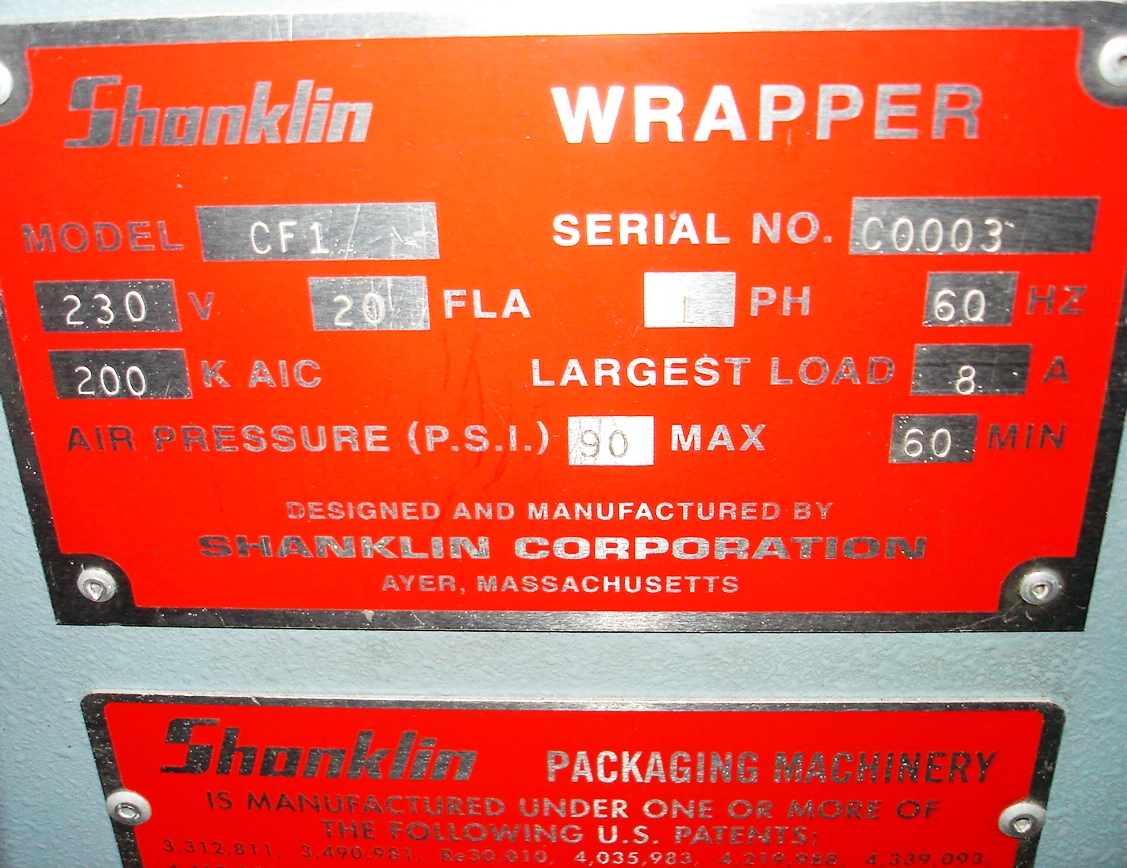 Shanklin WRAPPER
MODEL CF1 SERIAL NO. C0003
230 V 20 FLA 1 PH 60 HZ
200 K AIC LARGEST LOAD 8 A
AIR PRESSURE (P.S.I.) 90 MAX 60 MIN
DESIGNED AND MANUFACTURED BY
SHANKLIN CORPORATION
AYER, MASSACHUSETTS
Shanklin PACKAGING MACHINERY
IS MANUFACTURED UNDER ONE OR MORE OF
THE FOLLOWING U.S. PATENTS:
3,312,811, 3,490,981, Re30,010, 4,035,983, 4,219,988, 4,339,093,